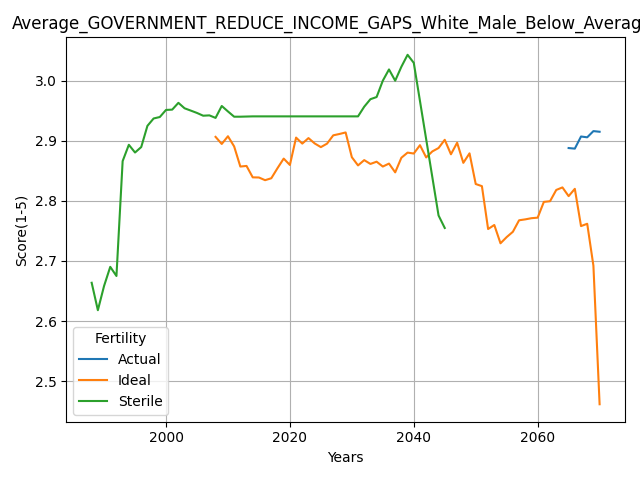 Average_GOVERNMENT_REDUCE_INCOME_GAPS_White_Male_Below_Averag
3.0
2.9
2.8
2.7
2.6
2.5
Score(1-5)
Fertility
Actual
Ideal
Sterile
2000 2020 2040 2060
Years